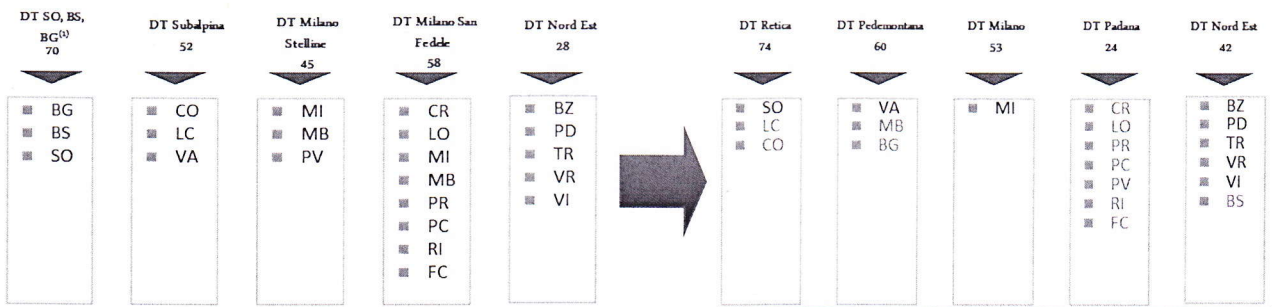 DT SO, BS,
BG(1)
70
BG
BS
SO
DT Subalpina
52
CO
LC
VA
DT Milano
Stelline
45
MI
MB
PV
DT Milano San
Fedele
58
CR
LO
MI
MB
PR
PC
RI
FC
DT Nord Est
28
BZ
PD
TR
VR
VI
DT Retica
74
SO
LC
CO
DT Pedemontana
60
VA
MB
BG
DT Milano
53
MI
DT Padana
24
CR
LO
PR
PC
PV
RI
FC
DT Nord Est
42
BZ
PD
TR
VR
VI
BS